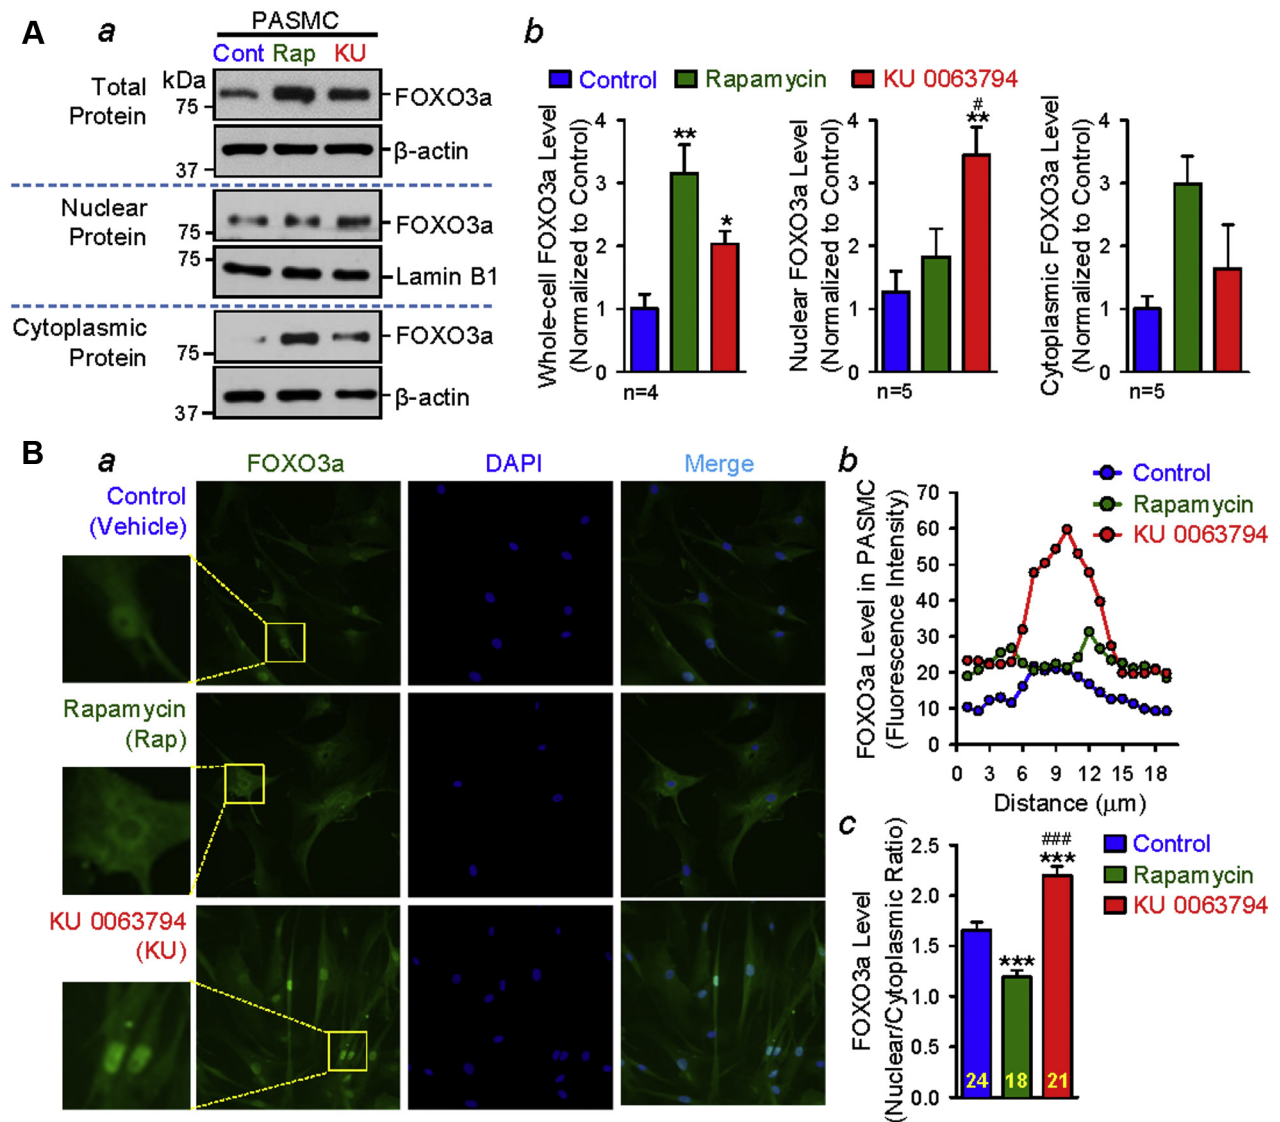 A
a
PASMC
Cont Rap KU
kDa
Total
Protein
75
FOXO3a
β-actin
37
Nuclear
Protein
FOXO3a
75
75
Lamin B1
Cytoplasmic
Protein
FOXO3a
75
β-actin
37
b
Control Rapamycin KU 0063794
Whole-cell FOXO3a Level
(Normalized to Control)
4
3
2
1
0
**
*
n=4
Nuclear FOXO3a Level
(Normalized to Control)
4
3
2
1
0
#
**
n=5
Cytoplasmic FOXO3a Level
(Normalized to Control)
4
3
2
1
0
n=5
B
a
FOXO3a DAPI Merge
Control
(Vehicle)
Rapamycin
(Rap)
KU 0063794
(KU)
b
Control
Rapamycin
KU 0063794
FOXO3a Level in PASMC
(Fluorescence Intensity)
70
60
50
40
30
20
10
0
0 3 6 9 12 15 18
Distance (μm)
c
Control
Rapamycin
KU 0063794
FOXO3a Level
(Nuclear/Cytoplasmic Ratio)
2.5
2.0
1.5
1.0
0.5
0.0
###
***
***
24 18 21